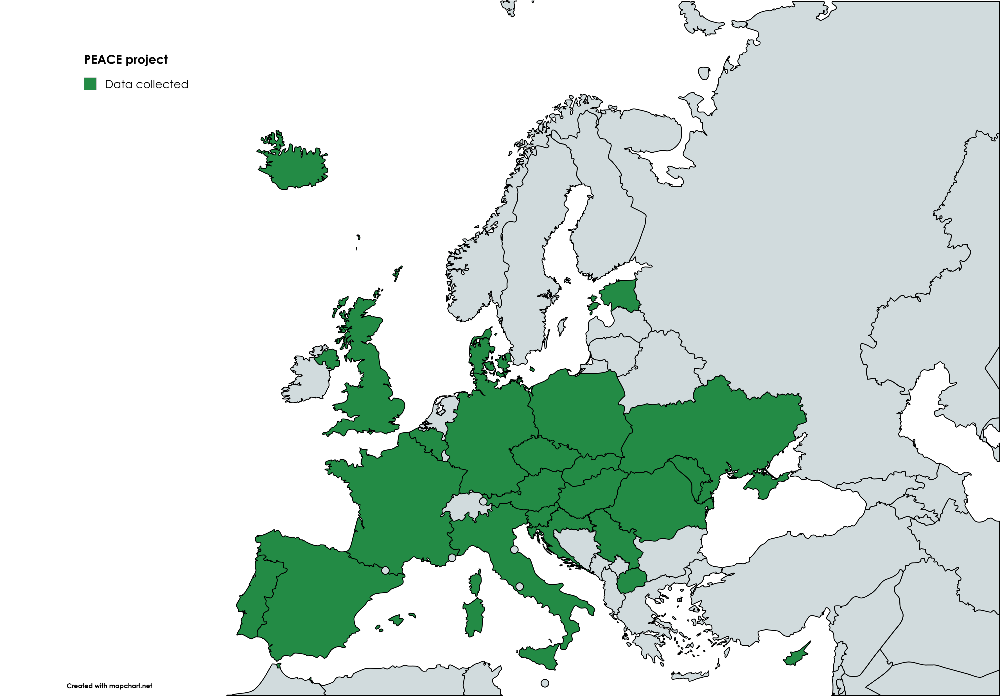 PEACE project
Data collected
Created with mapchart.net